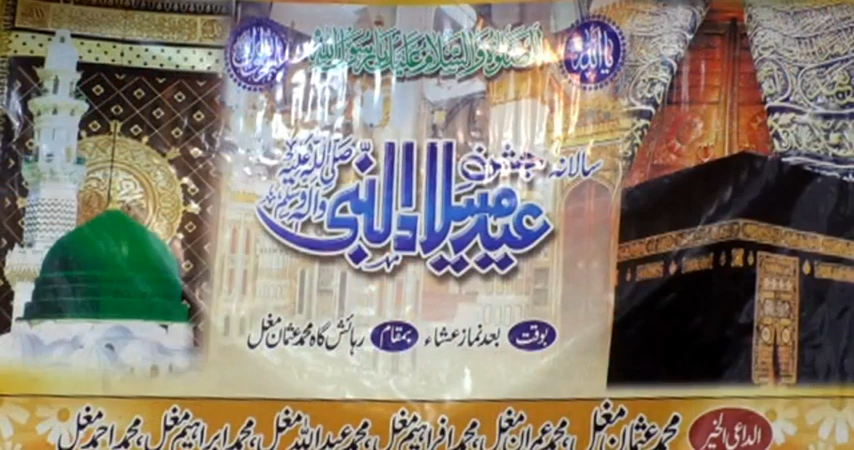 یا اللہ الصلوٰۃ والسلام علیک یا رسول اللہ یا رسول اللہ
سالانہ جشن
عید میلاد النبی صلی اللہ علیہ وآلہ وسلم
بوقت بعد نماز عشاء بمقام رہائش گاہ محمد عثمان مغل
الداعی الخیر محمد عثمان مغل، محمد عمران مغل، محمد افراہیم مغل، محمد عبداللہ مغل، محمد ابراہیم مغل، محمد احمد مغل